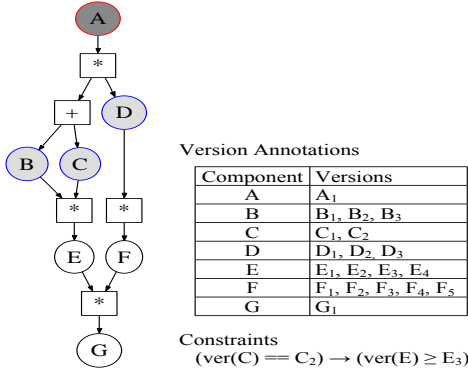 A
*
+
D
B
C
*
*
E
F
*
G
Version Annotations
Component Versions
A A₁
B B₁, B₂, B₃
C C₁, C₂
D D₁, D₂, D₃
E E₁, E₂, E₃, E₄
F F₁, F₂, F₃, F₄, F₅
G G₁
Constraints
(ver(C) == C₂) → (ver(E) ≥ E₃)